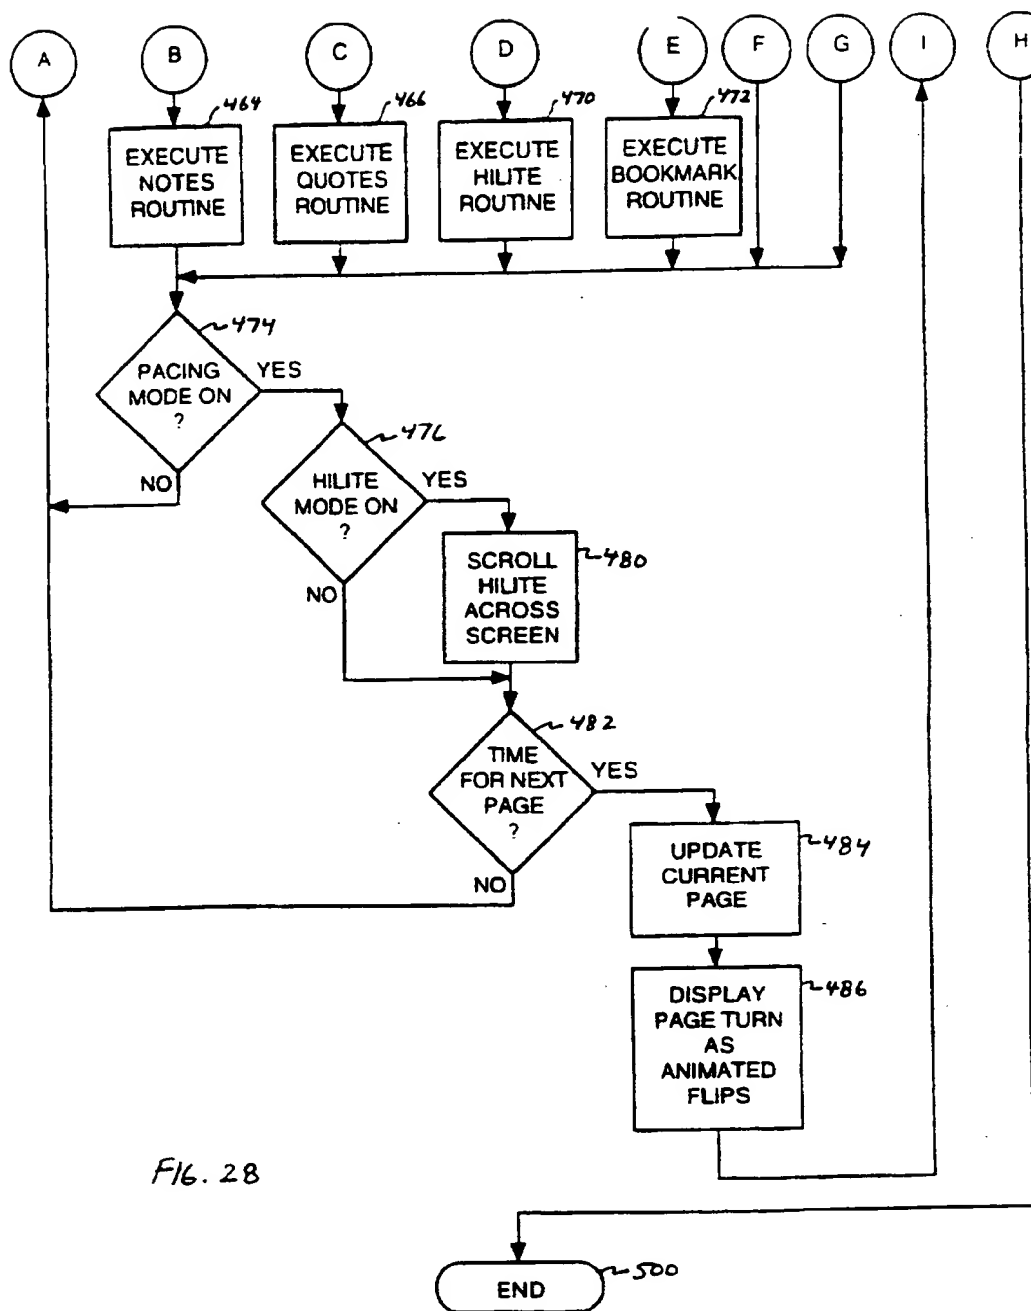 A B C D E F G I H
464 466 470 472
EXECUTE
NOTES
ROUTINE
EXECUTE
QUOTES
ROUTINE
EXECUTE
HILITE
ROUTINE
EXECUTE
BOOKMARK
ROUTINE
474
PACING
MODE ON
?
YES
NO
476
HILITE
MODE ON
?
YES
NO
480
SCROLL
HILITE
ACROSS
SCREEN
482
TIME
FOR NEXT
PAGE
?
YES
NO
484
UPDATE
CURRENT
PAGE
486
DISPLAY
PAGE TURN
AS
ANIMATED
FLIPS
FIG. 28
END
500